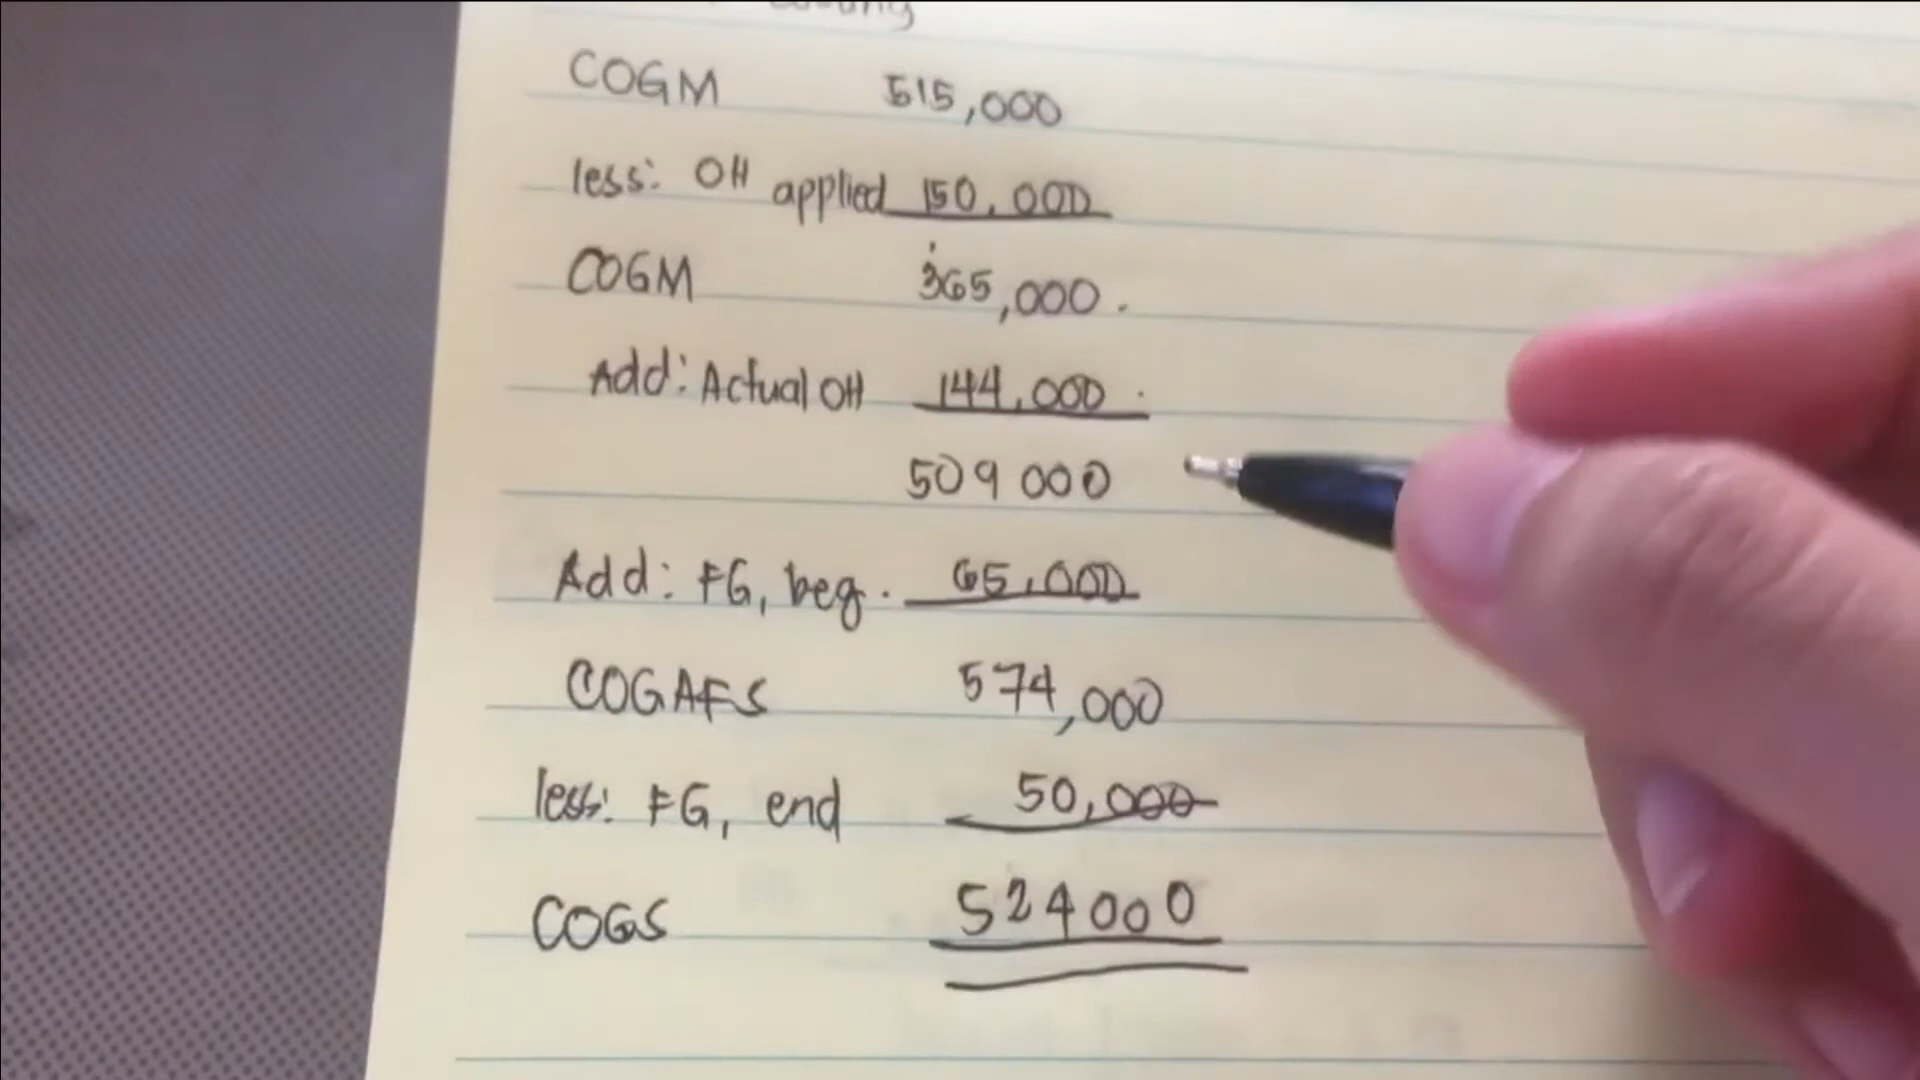 COGM 515,000
less: OH applied 150,000
COGM 365,000.
Add: Actual OH 144,000
509 000
Add: FG, beg. 65,000
COGAFS 574,000
less: FG, end 50,000
COGS 524000